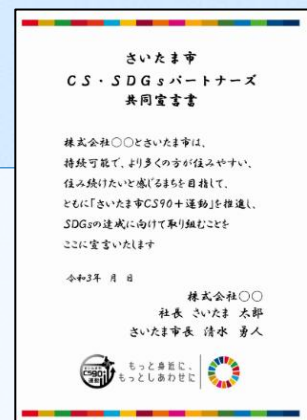 さいたま市
CS・SDGsパートナーズ
共同宣言書
株式会社〇〇とさいたま市は、
持続可能で、より多くの方が住みやすい、
住み続けたいと感じるまちを目指して、
ともに「さいたま市CS90+運動」を推進し、
SDGsの達成に向けて取り組むことを
ここに宣言いたします
令和3年 月 日
株式会社〇〇
社長 さいたま 太郎
さいたま市長 清水 勇人
CS90+
運動
もっと身近に、
もっとしあわせに